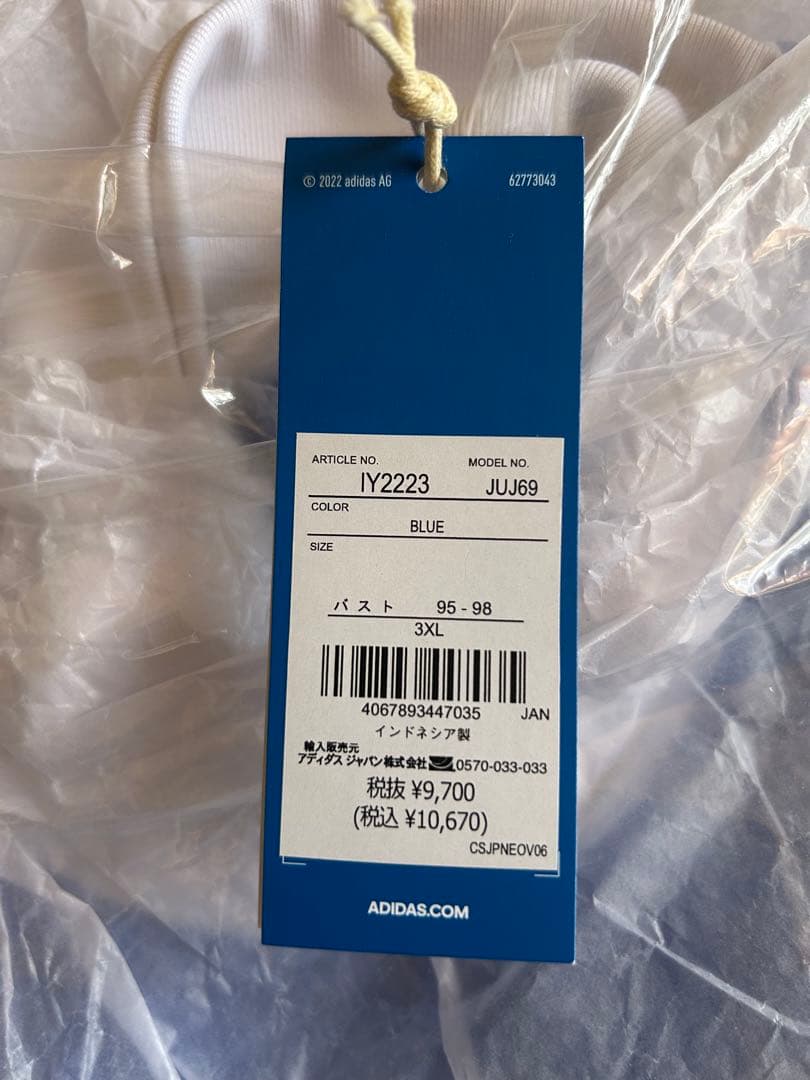 © 2022 adidas AG 62773043
ARTICLE NO. MODEL NO.
IY2223 JUJ69
COLOR
BLUE
SIZE
バスト 95 - 98
3XL
4067893447035 JAN
インドネシア製
輸入販売元
アディダス ジャパン株式会社 0570-033-033
税抜 ¥9,700
(税込 ¥10,670)
CSJPNEOV06
ADIDAS.COM